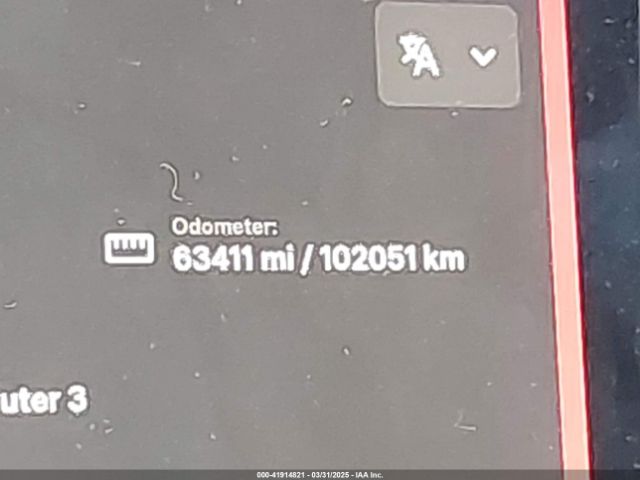 Odometer:
63411 mi / 102051 km
uter 3
000-41914821 - 03/31/2025 - IAA Inc.